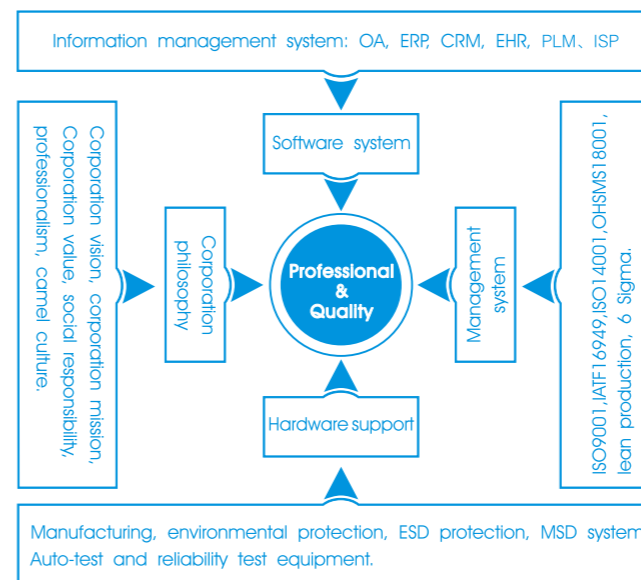 Information management system: OA, ERP, CRM, EHR, PLM、ISP
Software system
Corporation vision, corporation mission,
Corporation value, social responsibility,
professionalism, camel culture.
Corporation
philosophy
Professional
&
Quality
Management
system
ISO9001,IATF16949,ISO14001,OHSMS18001,
lean production, 6 Sigma.
Hardware support
Manufacturing, environmental protection, ESD protection, MSD system
Auto-test and reliability test equipment.